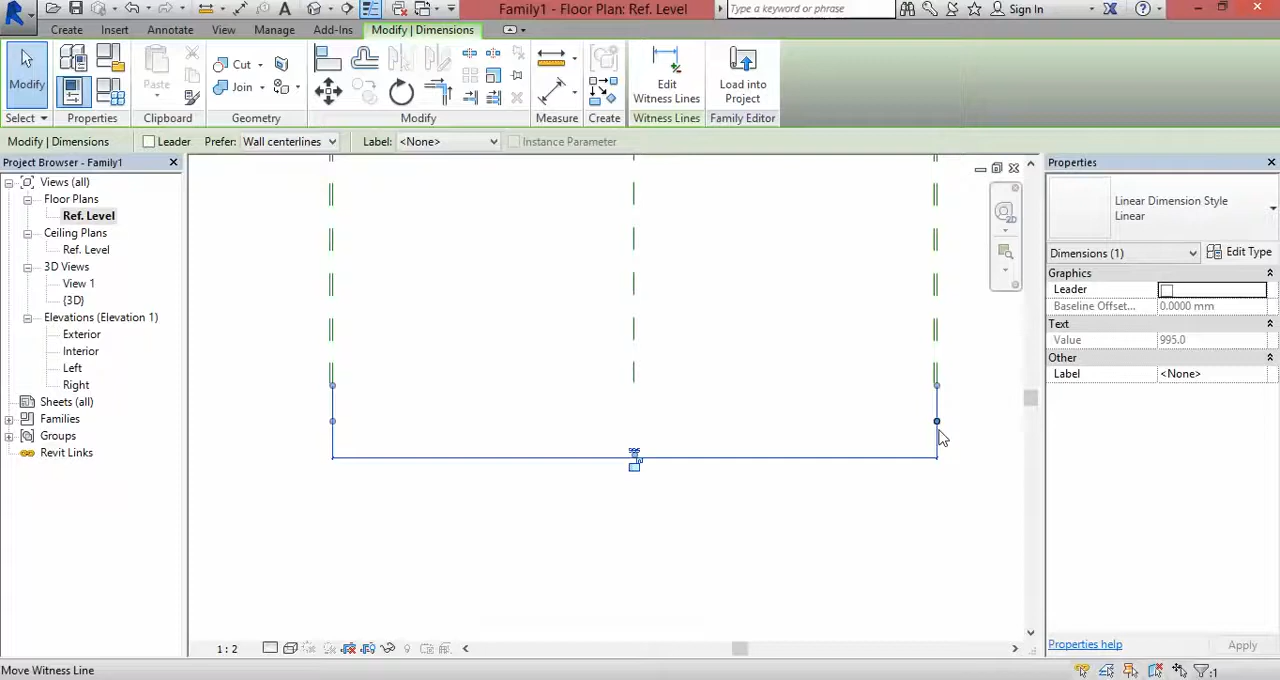 Family1 - Floor Plan: Ref. Level
Type a keyword or phrase
Sign In
Create
Insert
Annotate
View
Manage
Add-Ins
Modify | Dimensions
Modify
Paste
Cut
Join
Edit
Witness Lines
Load into
Project
Select
Properties
Clipboard
Geometry
Modify
Measure
Create
Witness Lines
Family Editor
Modify | Dimensions
Leader
Prefer:
Wall centerlines
Label:
<None>
Instance Parameter
Project Browser - Family1
Views (all)
Floor Plans
Ref. Level
Ceiling Plans
Ref. Level
3D Views
View 1
{3D}
Elevations (Elevation 1)
Exterior
Interior
Left
Right
Sheets (all)
Families
Groups
Revit Links
2D
Properties
Linear Dimension Style
Linear
Dimensions (1)
Edit Type
Graphics
Leader
Baseline Offset...
0.0000 mm
Text
Value
995.0
Other
Label
<None>
Properties help
Apply
1 : 2
Move Witness Line
:1